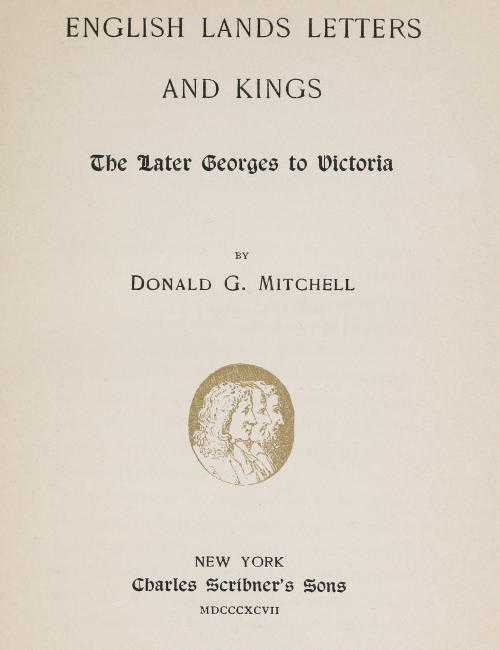 ENGLISH LANDS LETTERS
AND KINGS
The Later Georges to Victoria
BY
DONALD G. MITCHELL
NEW YORK
Charles Scribner's Sons
MDCCCXCVII